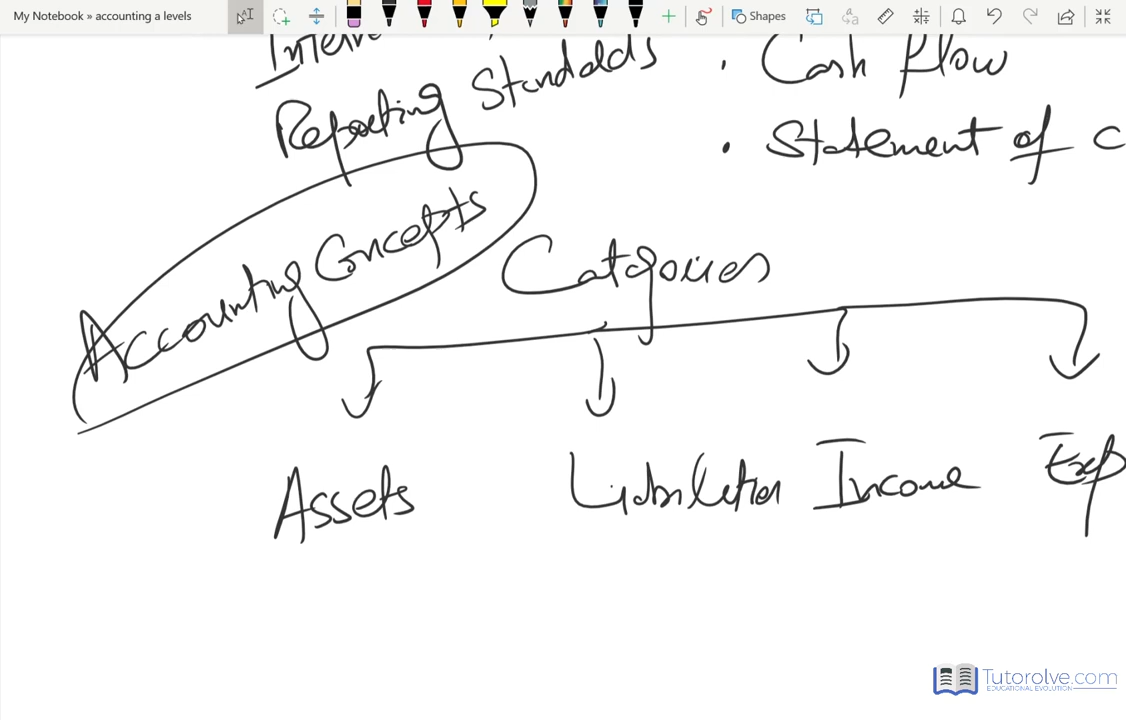 My Notebook » accounting a levels
Shapes
Reporting Standards
Cash flow
Statement of C
Accounting Concepts
Categories
Assets
Liabilities
Income
Exp
Tutorolve.com
EDUCATIONAL EVOLUTION